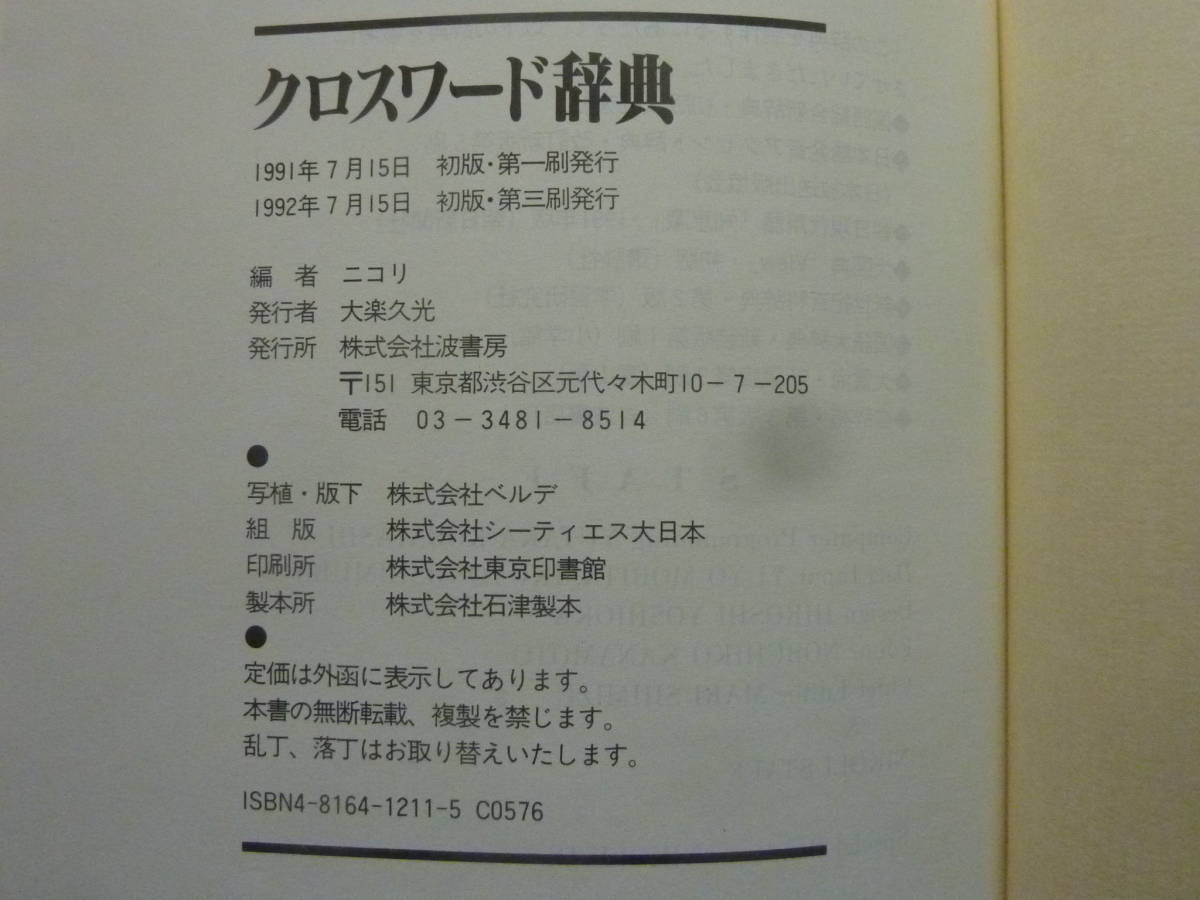 クロスワード辞典
1991年7月15日 初版・第一刷発行
1992年7月15日 初版・第三刷発行
編 者 ニコリ
発行者 大楽久光
発行所 株式会社波書房
〒151 東京都渋谷区元代々木町10-7-205
電話 03-3481-8514
●
写植・版下 株式会社ベルデ
組 版 株式会社シーティエス大日本
印刷所 株式会社東京印書館
製本所 株式会社石津製本
●
定価は外函に表示してあります。
本書の無断転載、複製を禁じます。
乱丁、落丁はお取り替えいたします。
ISBN4-8164-1211-5 C0576